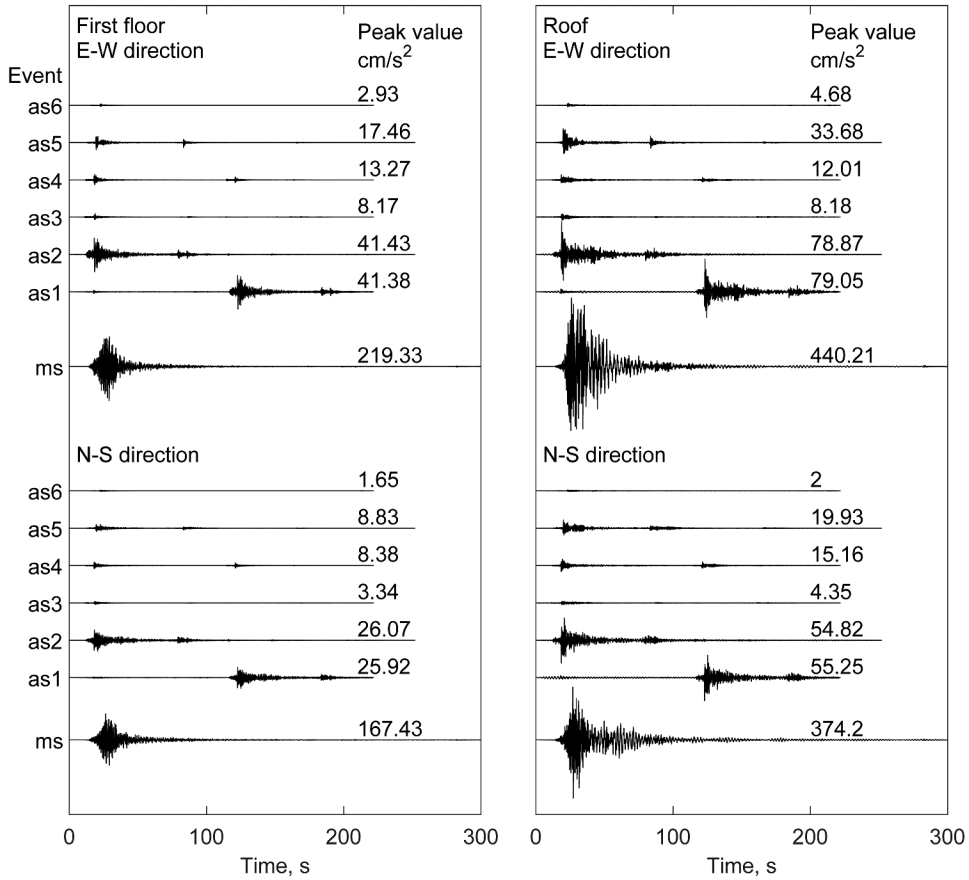 First floor
E-W direction
Peak value
cm/s²
Event
as6 2.93
as5 17.46
as4 13.27
as3 8.17
as2 41.43
as1 41.38
ms 219.33
N-S direction
as6 1.65
as5 8.83
as4 8.38
as3 3.34
as2 26.07
as1 25.92
ms 167.43
0 100 200 300
Time, s
Roof
E-W direction
Peak value
cm/s²
4.68
33.68
12.01
8.18
78.87
79.05
440.21
N-S direction
2
19.93
15.16
4.35
54.82
55.25
374.2
0 100 200 300
Time, s